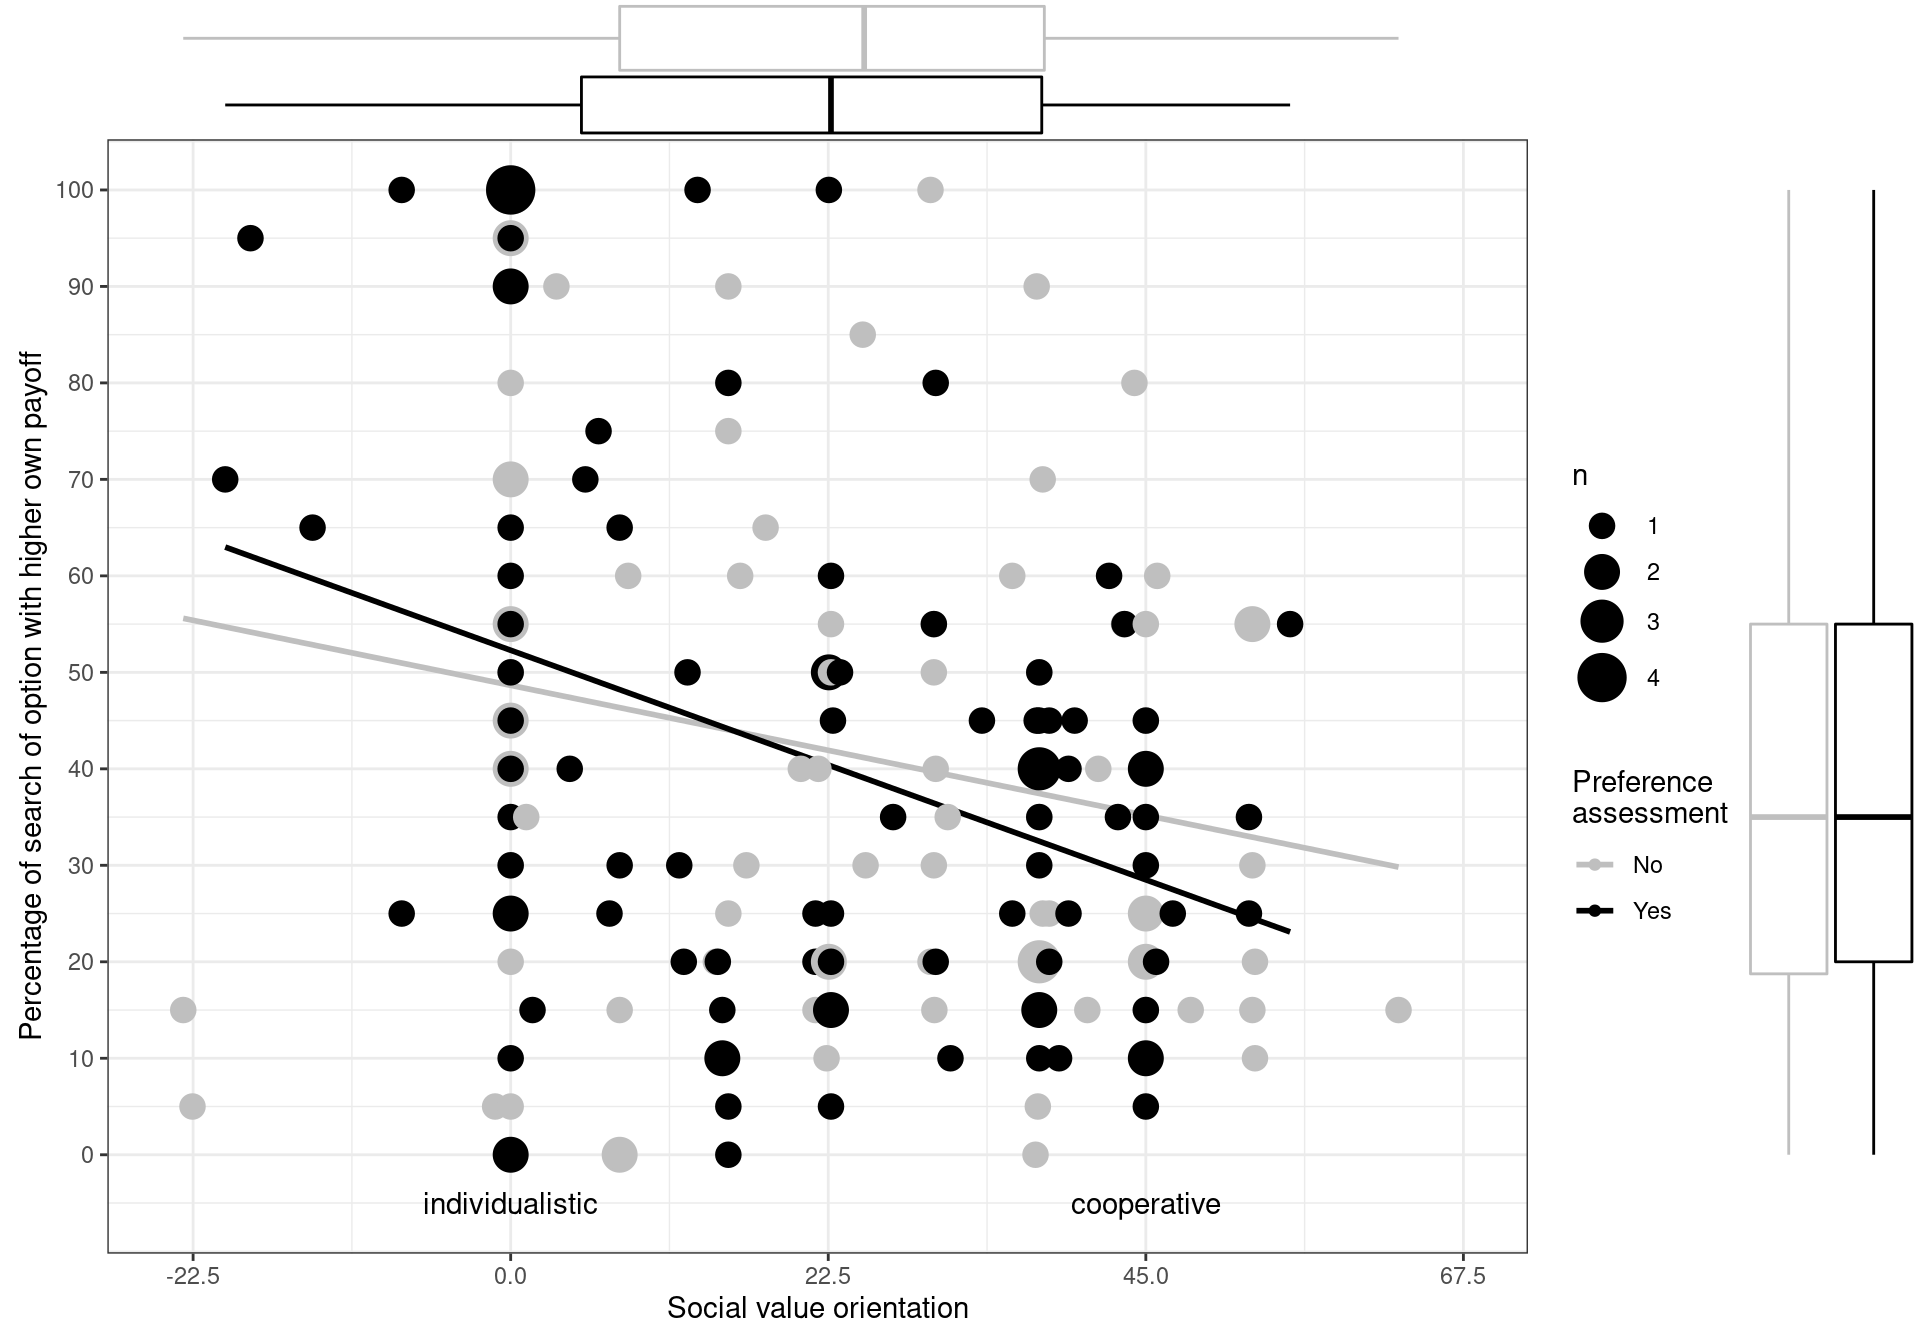 100
90
80
70
60
50
40
30
20
10
0
Percentage of search of option with higher own payoff
individualistic
cooperative
-22.5
0.0
22.5
45.0
67.5
Social value orientation
n
1
2
3
4
Preference
assessment
No
Yes